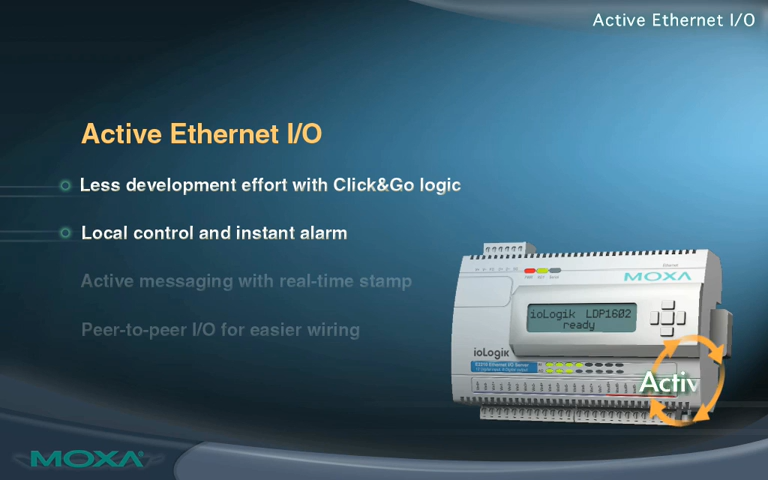 Active Ethernet I/O
Active Ethernet I/O
Less development effort with Click&Go logic
Local control and instant alarm
Active messaging with real-time stamp
Peer-to-peer I/O for easier wiring
MOXA
ioLogik LDP1602
ready
ioLogik
Activ
MOXA